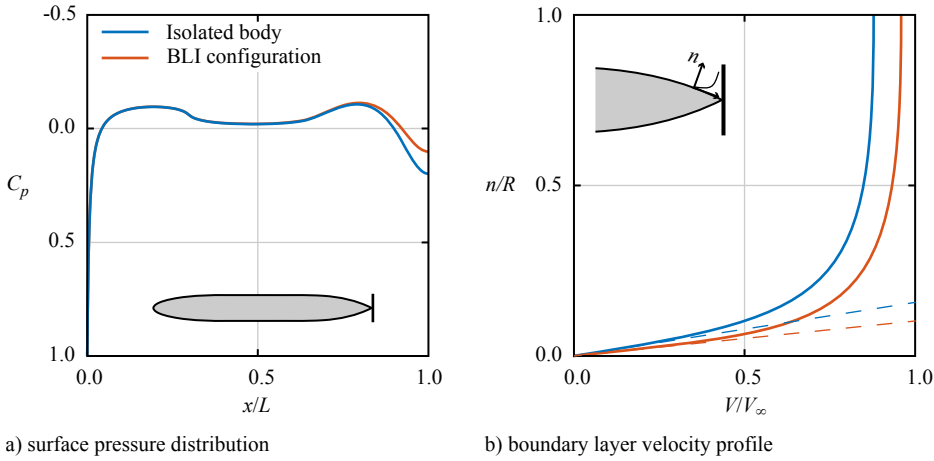 -0.5
0.0
0.5
1.0
C_p
Isolated body
BLI configuration
0.0
0.5
1.0
x/L
a) surface pressure distribution
1.0
0.5
0.0
n/R
n
0.0
0.5
1.0
V/V_∞
b) boundary layer velocity profile